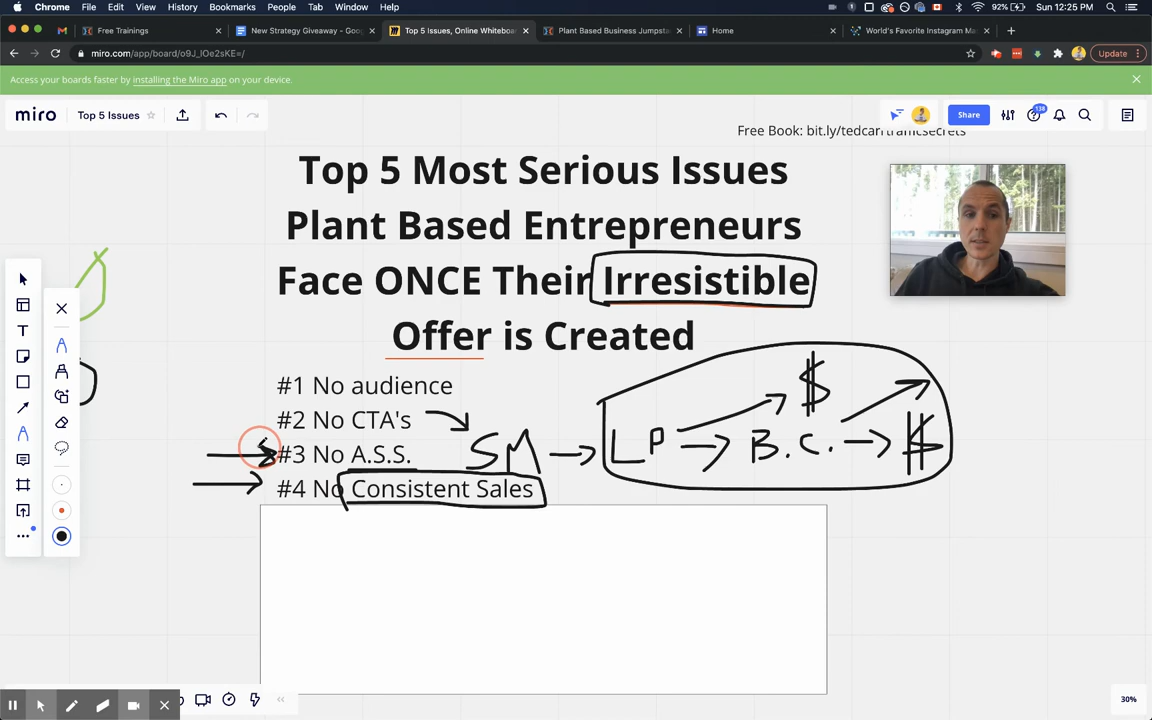 Chrome File Edit View History Bookmarks People Tab Window Help 92% Sun 12:25 PM
Free Trainings New Strategy Giveaway - Goog Top 5 Issues, Online Whiteboa Plant Based Business Jumpsta Home World's Favorite Instagram Ma
miro.com/app/board/o9J_lOe2sKE=/ Update
Access your boards faster by installing the Miro app on your device.
miro Top 5 Issues Share 138
Free Book: bit.ly/tedcarrtrafficsecrets
Top 5 Most Serious Issues
Plant Based Entrepreneurs
Face ONCE Their Irresistible
Offer is Created
#1 No audience
#2 No CTA's
#3 No A.S.S.
SM LP B.C. $ $
#4 No Consistent Sales
30%